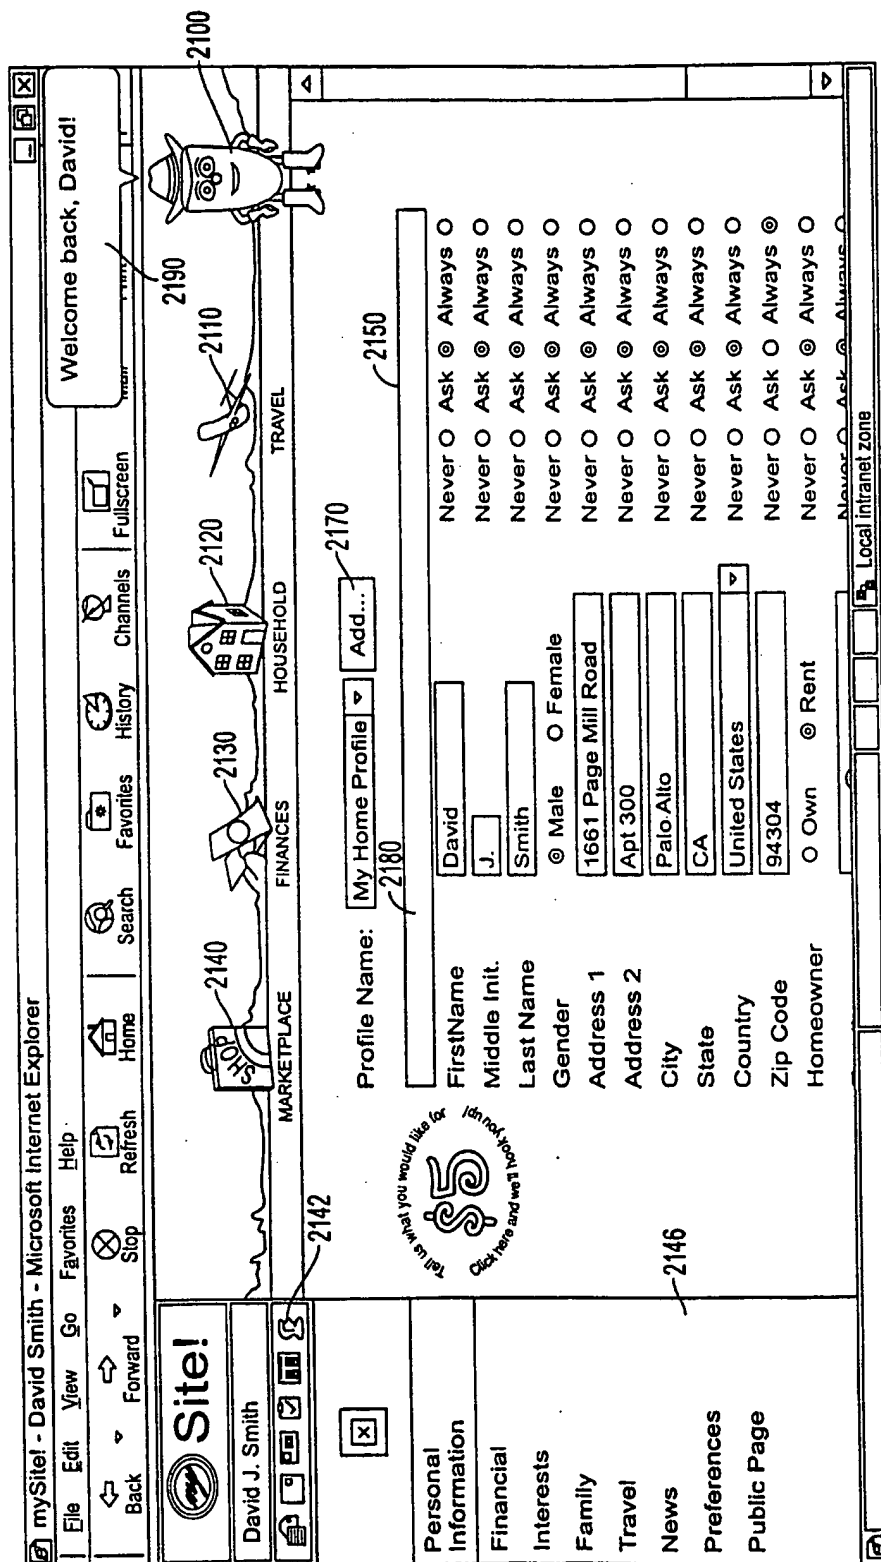 mySite! - David Smith - Microsoft Internet Explorer
File Edit View Go Favorites Help
Back Forward Stop Refresh Home Search Favorites History Channels Fullscreen Mail Print
Welcome back, David!
2190
2100
my Site!
David J. Smith
2142
SHOP
2140
2130
2120
2110
MARKETPLACE FINANCES HOUSEHOLD TRAVEL
Personal
Information
Financial
Interests
Family
Travel
News
Preferences
Public Page
2146
Tell us what you would like for
$5
Click here and we'll hook you up!
Profile Name: My Home Profile Add...
2170
2180
2150
FirstName David Never Ask Always
Middle Init. J. Never Ask Always
Last Name Smith Never Ask Always
Gender Male Female Never Ask Always
Address 1 1661 Page Mill Road Never Ask Always
Address 2 Apt 300 Never Ask Always
City Palo Alto Never Ask Always
State CA Never Ask Always
Country United States Never Ask Always
Zip Code 94304 Never Ask Always
Homeowner Own Rent Never Ask Always
Never Ask Always
Local intranet zone